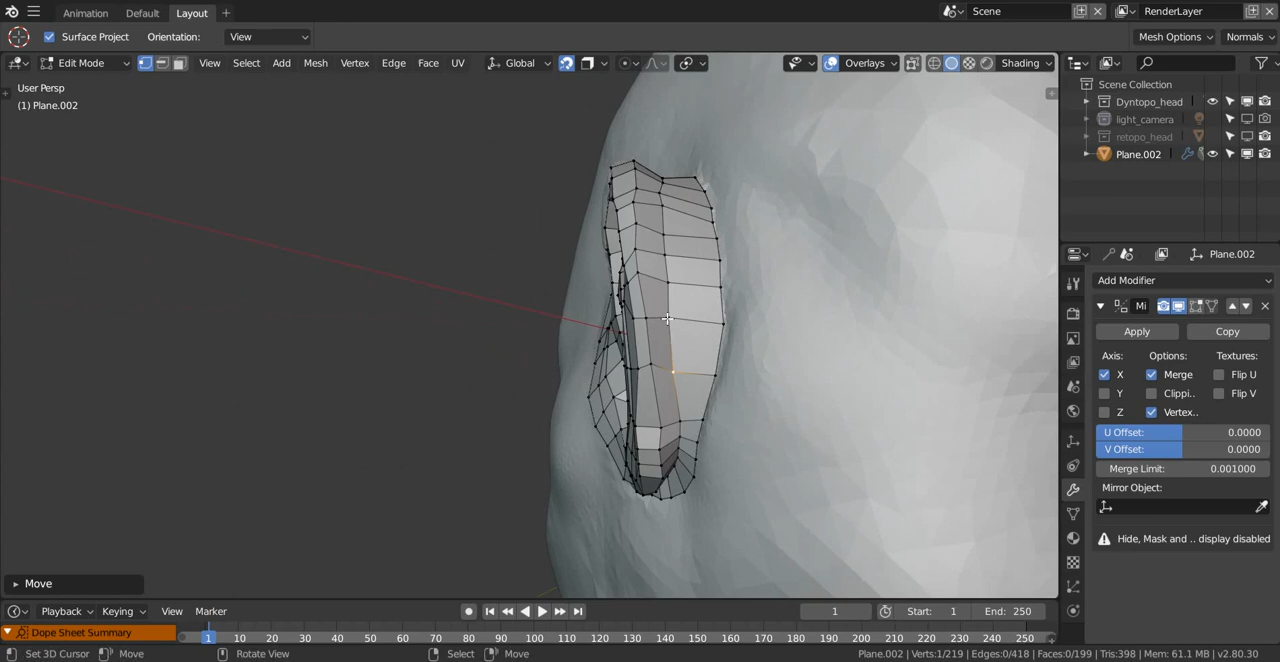 Animation Default Layout + Scene RenderLayer
Surface Project Orientation: View Mesh Options Normals
Edit Mode View Select Add Mesh Vertex Edge Face UV Global Overlays Shading
User Persp
(1) Plane.002
Scene Collection
Dyntopo_head
light_camera
retopo_head
Plane.002
Plane.002
Add Modifier
Mi
Apply Copy
Axis: Options: Textures:
X Merge Flip U
Y Clippi.. Flip V
Z Vertex..
U Offset: 0.0000
V Offset: 0.0000
Merge Limit: 0.001000
Mirror Object:
Hide, Mask and .. display disabled
Move
Playback Keying View Marker 1 Start: 1 End: 250
Dope Sheet Summary 1 10 20 30 40 50 60 70 80 90 100 110 120 130 140 150 160 170 180 190 200 210 220 230 240 250
Set 3D Cursor Move Rotate View Select Move Plane.002 | Verts:1/219 | Edges:0/418 | Faces:0/199 | Tris:398 | Mem: 61.1 MB | v2.80.30